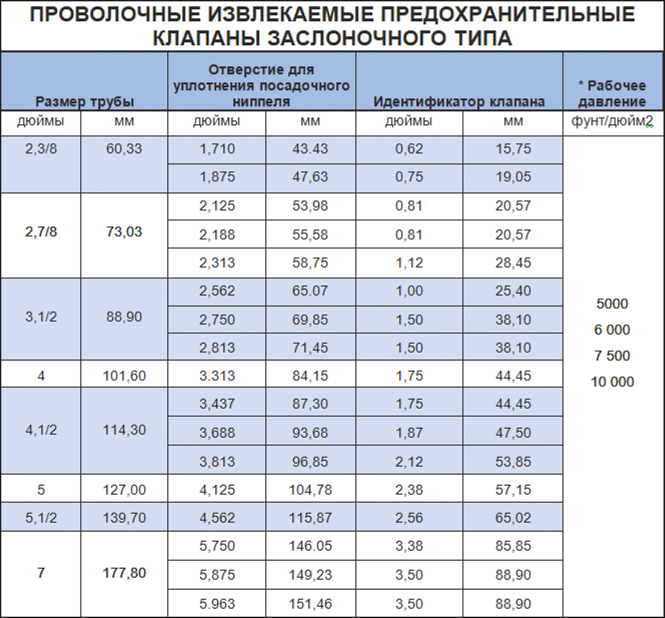 ПРОВОЛОЧНЫЕ ИЗВЛЕКАЕМЫЕ ПРЕДОХРАНИТЕЛЬНЫЕ
КЛАПАНЫ ЗАСЛОНОЧНОГО ТИПА
Размер трубы
Отверстие для
уплотнения посадочного
ниппеля
Идентификатор клапана
* Рабочее
давление
дюймы мм дюймы мм дюймы мм фунт/дюйм2
2,3/8 60,33 1,710 43.43 0,62 15,75
1,875 47,63 0,75 19,05
2,125 53,98 0,81 20,57
2,7/8 73,03 2,188 55,58 0,81 20,57
2,313 58,75 1,12 28,45
2,562 65.07 1,00 25,40
3,1/2 88,90 2,750 69,85 1,50 38,10
2,813 71,45 1,50 38,10
4 101,60 3.313 84,15 1,75 44,45
3,437 87,30 1,75 44,45
4,1/2 114,30 3,688 93,68 1,87 47,50
3,813 96,85 2,12 53,85
5 127,00 4,125 104,78 2,38 57,15
5,1/2 139,70 4,562 115,87 2,56 65,02
5,750 146.05 3,38 85,85
7 177,80 5,875 149,23 3,50 88,90
5.963 151,46 3,50 88,90
5000
6 000
7 500
10 000